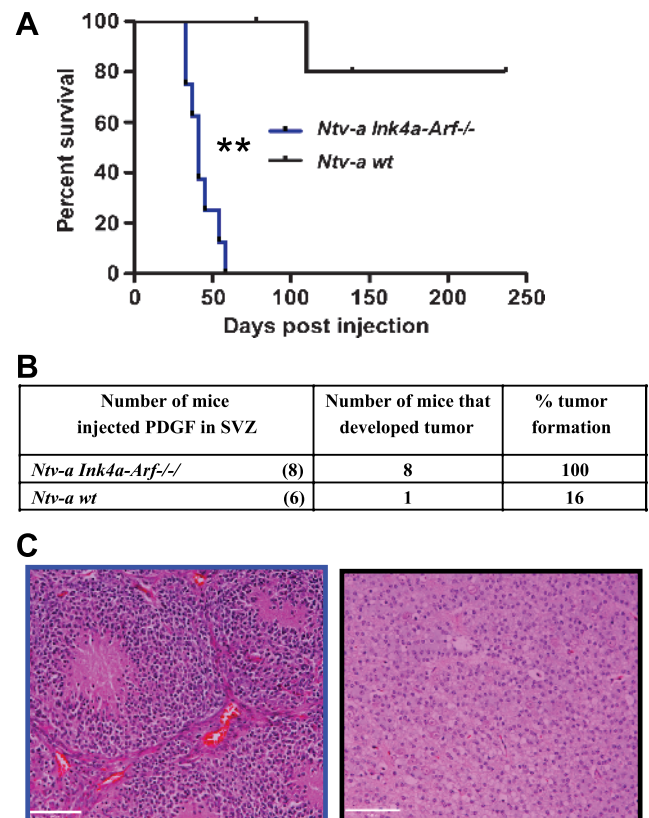 A
100
80
60
40
20
0
Percent survival
**
Ntv-a Ink4a-Arf-/-
Ntv-a wt
0 50 100 150 200 250
Days post injection
B
Number of mice
injected PDGF in SVZ
Number of mice that
developed tumor
% tumor
formation
Ntv-a Ink4a-Arf-/-/ (8) 8 100
Ntv-a wt (6) 1 16
C